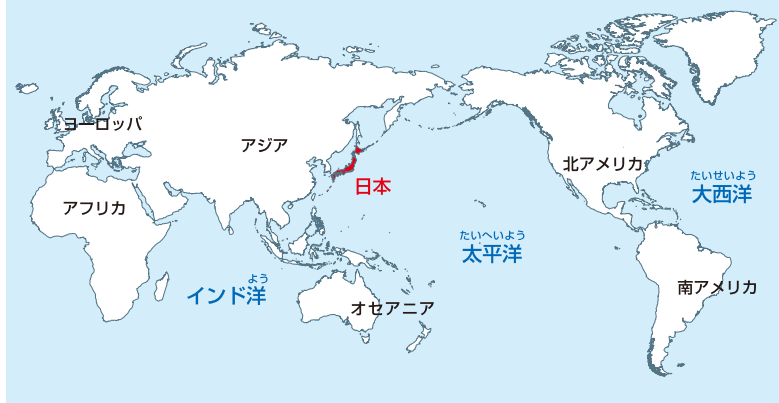 ヨーロッパ
アジア
北アメリカ
日本
アフリカ
たいせいよう
大西洋
たいへいよう
太平洋
よう
インド洋
オセアニア
南アメリカ